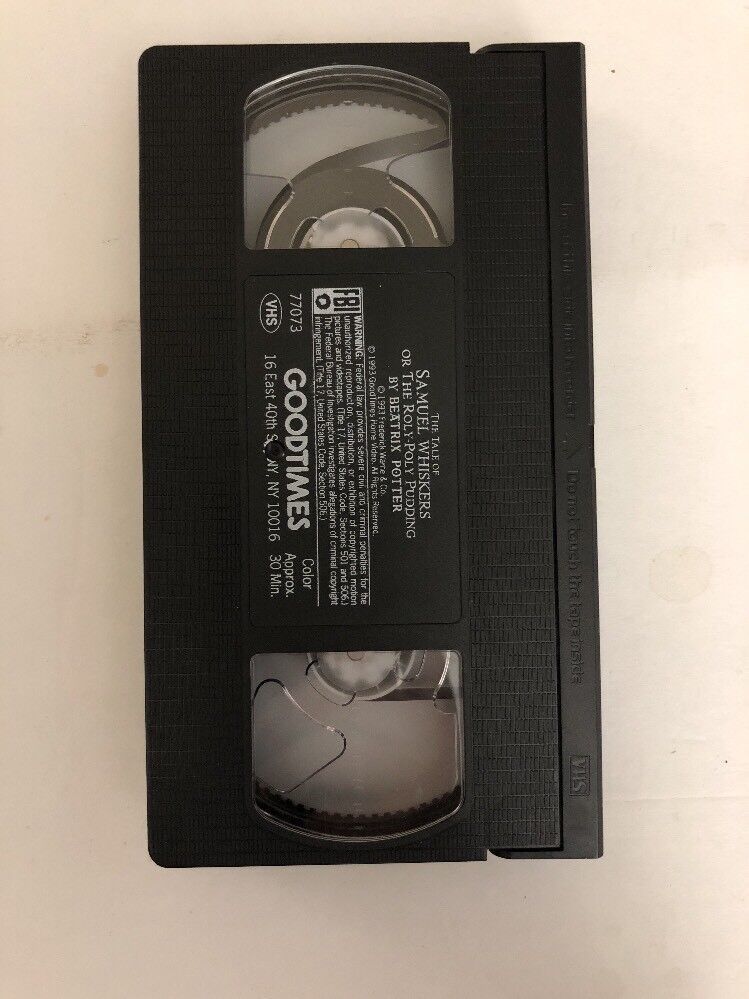 THE TALE OF
SAMUEL WHISKERS
OR THE ROLY-POLY PUDDING
BY BEATRIX POTTER
© 1993 Frederick Warne & Co.
© 1993 GoodTimes Home Video. All Rights Reserved.
FBI
WARNING: Federal law provides severe civil and criminal penalties for the
unauthorized reproduction, distribution, or exhibition of copyrighted motion
pictures and videotapes. (Title 17, United States Code, Sections 501 and 506.)
The Federal Bureau of Investigation investigates allegations of criminal copyright
infringement. (Title 17, United States Code, Section 506.)
77073
GOODTIMES
Color
VHS
16 East 40th S NY, NY 10016
Approx.
30 Min.
Do not touch the tape inside
VHS